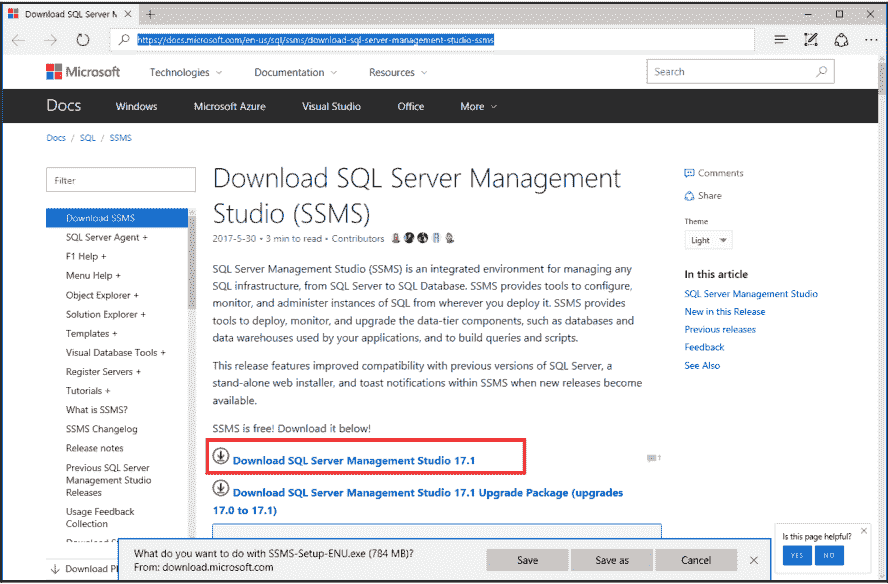 Download SQL Server M
https://docs.microsoft.com/en-us/sql/ssms/download-sql-server-management-studio-ssms
Microsoft
Technologies
Documentation
Resources
Search
Docs
Windows
Microsoft Azure
Visual Studio
Office
More
Docs / SQL / SSMS
Filter
Download SSMS
SQL Server Agent +
F1 Help +
Menu Help +
Object Explorer +
Solution Explorer +
Templates +
Visual Database Tools +
Register Servers +
Tutorials +
What is SSMS?
SSMS Changelog
Release notes
Previous SQL Server
Management Studio
Releases
Usage Feedback
Collection
Download
Download SQL Server Management
Studio (SSMS)
2017-5-30 • 3 min to read • Contributors
SQL Server Management Studio (SSMS) is an integrated environment for managing any
SQL infrastructure, from SQL Server to SQL Database. SSMS provides tools to configure,
monitor, and administer instances of SQL from wherever you deploy it. SSMS provides
tools to deploy, monitor, and upgrade the data-tier components, such as databases and
data warehouses used by your applications, and to build queries and scripts.
This release features improved compatibility with previous versions of SQL Server, a
stand-alone web installer, and toast notifications within SSMS when new releases become
available.
SSMS is free! Download it below!
Download SQL Server Management Studio 17.1
Download SQL Server Management Studio 17.1 Upgrade Package (upgrades
17.0 to 17.1)
Comments
Share
Theme
Light
In this article
SQL Server Management Studio
New in this Release
Previous releases
Feedback
See Also
What do you want to do with SSMS-Setup-ENU.exe (784 MB)?
From: download.microsoft.com
Save
Save as
Cancel
Is this page helpful?
YES
NO